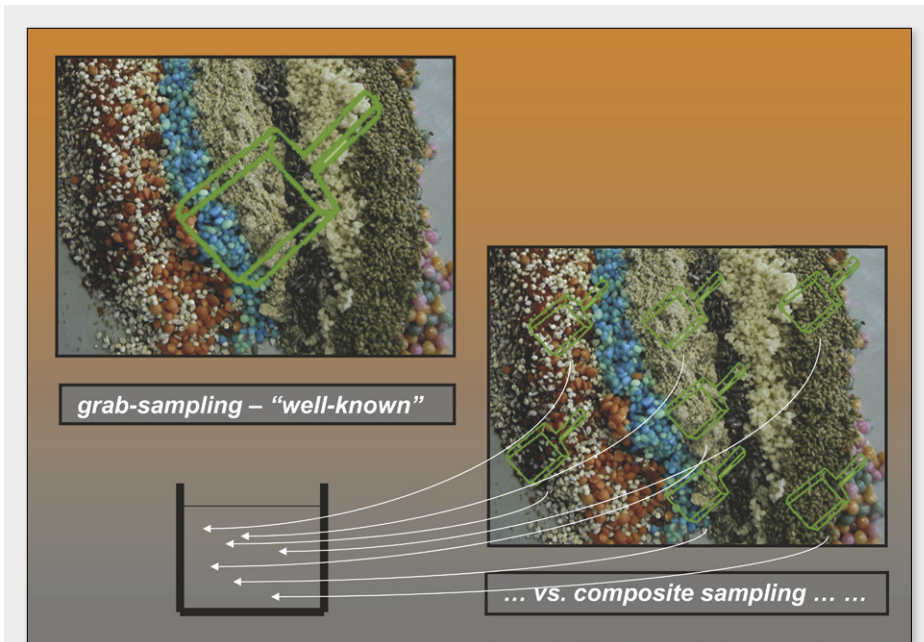 grab-sampling – “well-known”
… vs. composite sampling … …